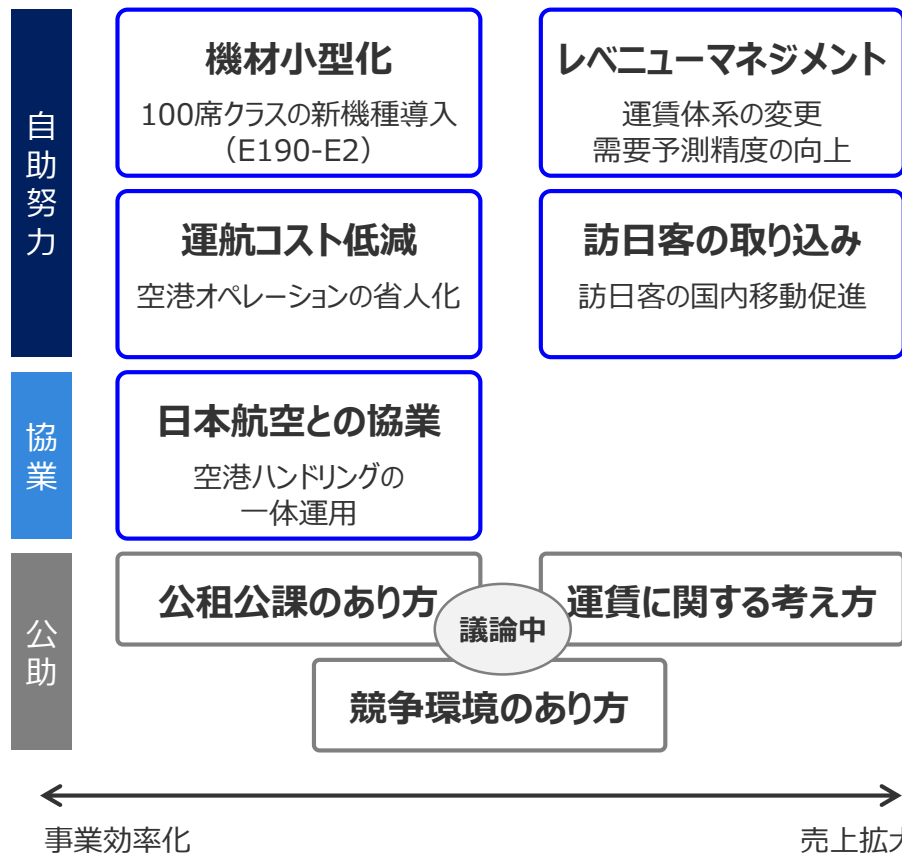 自助努力
機材小型化
100席クラスの新機種導入
（E190-E2）
レベニューマネジメント
運賃体系の変更
需要予測精度の向上
運航コスト低減
空港オペレーションの省人化
訪日客の取り込み
訪日客の国内移動促進
協業
日本航空との協業
空港ハンドリングの
一体運用
公助
公租公課のあり方
運賃に関する考え方
議論中
競争環境のあり方
事業効率化
売上拡大